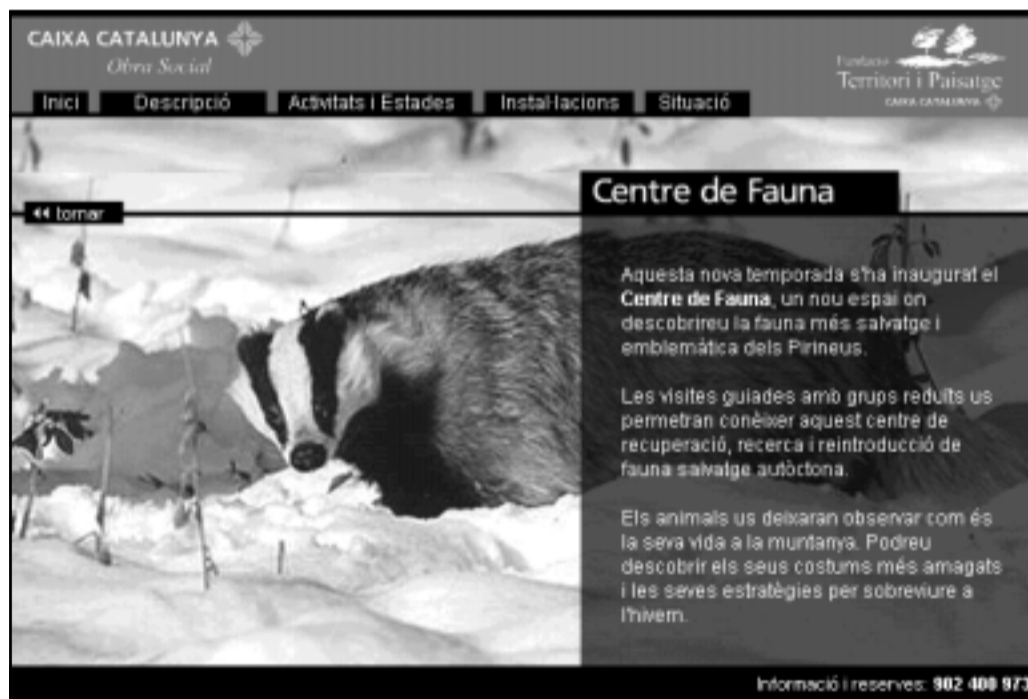 CAIXA CATALUNYA
Obra Social
Fundació
Territori i Paisatge
CAIXA CATALUNYA
Inici Descripció Activitats i Estades Instal·lacions Situació
Centre de Fauna
tornar
Aquesta nova temporada s'ha inaugurat el
Centre de Fauna, un nou espai on
descobrireu la fauna més salvatge i
emblemàtica dels Pirineus.
Les visites guiades amb grups reduïts us
permetran conèixer aquest centre de
recuperació, recerca i reintroducció de
fauna salvatge autòctona.
Els animals us deixaran observar com és
la seva vida a la muntanya. Podreu
descobrir els seus costums més amagats
i les seves estratègies per sobreviure a
l'hivern.
Informació i reserves: 902 400 973